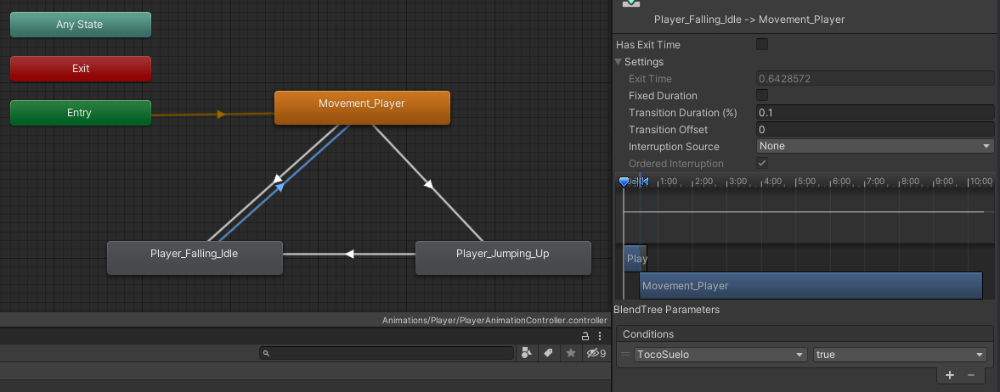 Any State
Exit
Entry
Movement_Player
Player_Falling_Idle
Player_Jumping_Up
Animations/Player/PlayerAnimationController.controller
9
Player_Falling_Idle -> Movement_Player
Has Exit Time
Settings
Exit Time 0.6428572
Fixed Duration
Transition Duration (%) 0.1
Transition Offset 0
Interruption Source None
Ordered Interruption
1:00 2:00 3:00 4:00 5:00 6:00 7:00 8:00 9:00 10:00
Play
Movement_Player
BlendTree Parameters
Conditions
TocoSuelo true